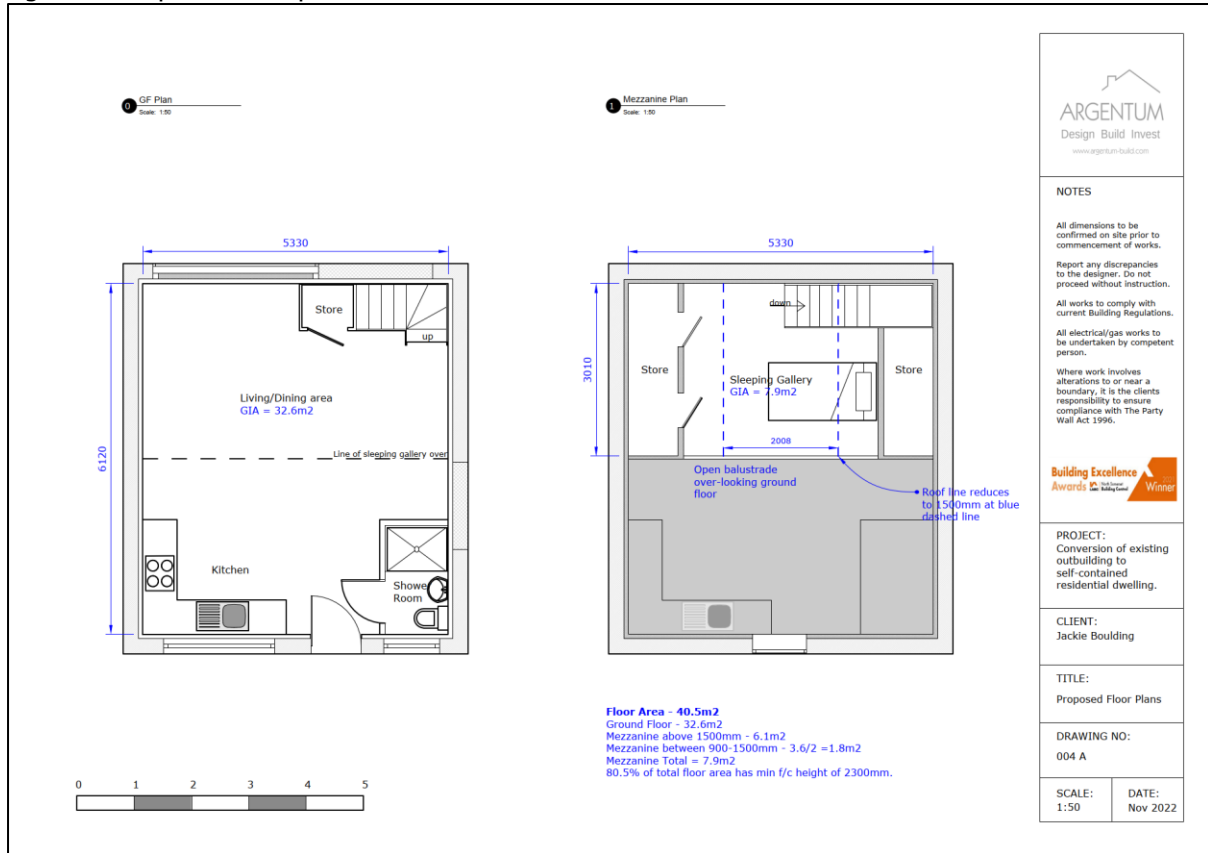 0 GF Plan
Scale: 1:50
5330
6120
Store
up
Living/Dining area
GIA = 32.6m2
Line of sleeping gallery over
Kitchen
Showe
Room
0 1 2 3 4 5
1 Mezzanine Plan
Scale: 1:50
5330
3010
down
Store
Sleeping Gallery
GIA = 7.9m2
Store
2008
Open balustrade
over-looking ground
floor
Roof line reduces
to 1500mm at blue
dashed line
Floor Area - 40.5m2
Ground Floor - 32.6m2
Mezzanine above 1500mm - 6.1m2
Mezzanine between 900-1500mm - 3.6/2 =1.8m2
Mezzanine Total = 7.9m2
80.5% of total floor area has min f/c height of 2300mm.
ARGENTUM
Design Build Invest
www.argentum-build.com
NOTES
All dimensions to be
confirmed on site prior to
commencement of works.
Report any discrepancies
to the designer. Do not
proceed without instruction.
All works to comply with
current Building Regulations.
All electrical/gas works to
be undertaken by competent
person.
Where work involves
alterations to or near a
boundary, it is the clients
responsibility to ensure
compliance with The Party
Wall Act 1996.
Building Excellence
Awards
Winner
PROJECT:
Conversion of existing
outbuilding to
self-contained
residential dwelling.
CLIENT:
Jackie Boulding
TITLE:
Proposed Floor Plans
DRAWING NO:
004 A
SCALE:
1:50
DATE:
Nov 2022